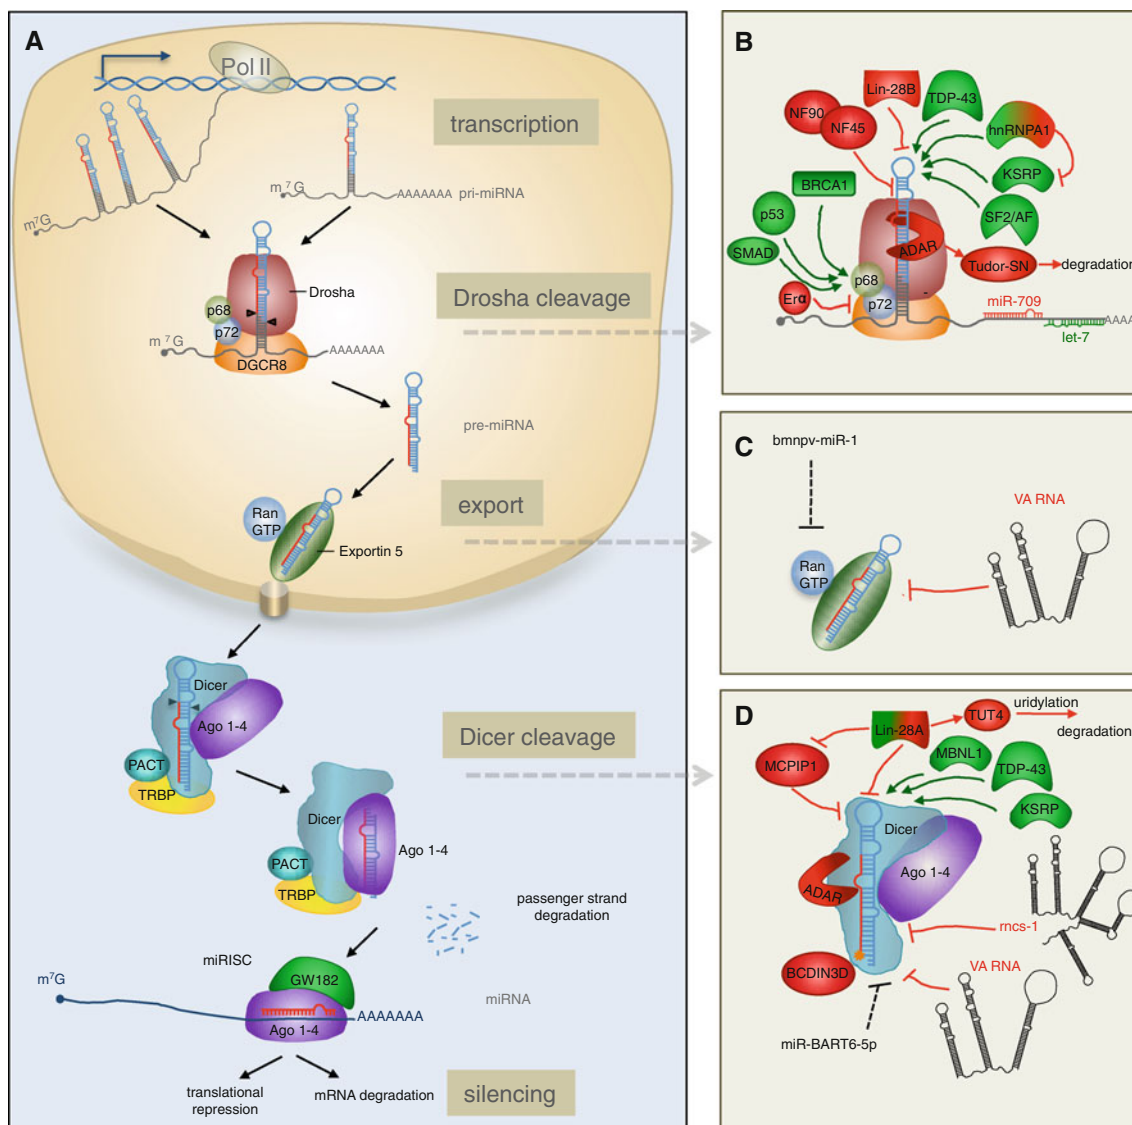 A
Pol II
transcription
m⁷G
m ⁷G
AAAAAAA
pri-miRNA
Drosha
Drosha cleavage
p68
p72
m ⁷G
AAAAAAA
DGCR8
pre-miRNA
export
Ran
GTP
Exportin 5
Dicer
Ago 1-4
PACT
TRBP
Dicer cleavage
Dicer
Ago 1-4
PACT
TRBP
passenger strand
degradation
miRISC
GW182
m⁷G
miRNA
AAAAAAA
Ago 1-4
translational
repression
mRNA degradation
silencing
B
Lin-28B
TDP-43
NF90
NF45
hnRNPA1
BRCA1
KSRP
p53
SF2/AF
SMAD
ADAR
Tudor-SN
degradation
p68
Erα
p72
miR-709
AAAA
let-7
C
bmnpv-miR-1
VA RNA
Ran
GTP
D
Lin-28A
TUT4
uridylation
degradation
MCPIP1
MBNL1
TDP-43
KSRP
Dicer
Ago 1-4
ADAR
rncs-1
BCDIN3D
VA RNA
miR-BART6-5p